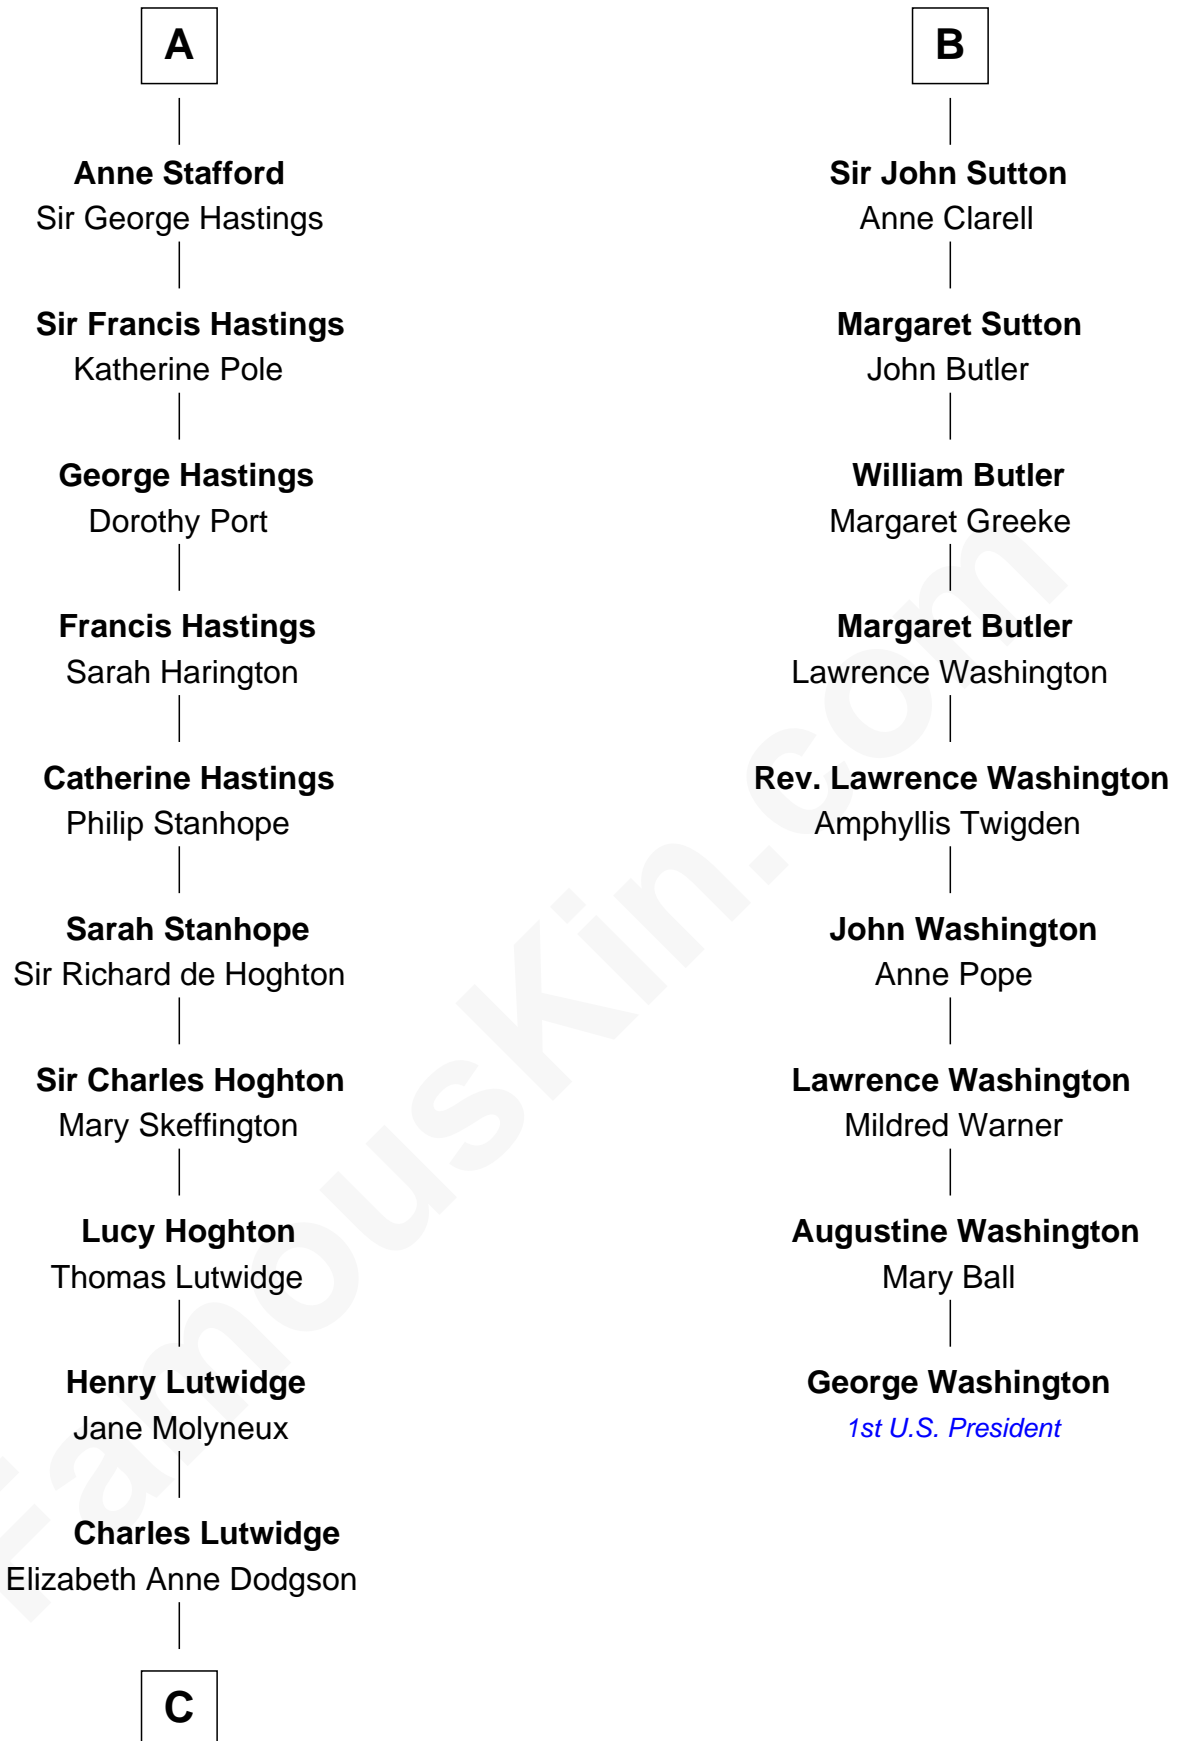 A
Anne Stafford
Sir George Hastings
Sir Francis Hastings
Katherine Pole
George Hastings
Dorothy Port
Francis Hastings
Sarah Harington
Catherine Hastings
Philip Stanhope
Sarah Stanhope
Sir Richard de Hoghton
Sir Charles Hoghton
Mary Skeffington
Lucy Hoghton
Thomas Lutwidge
Henry Lutwidge
Jane Molyneux
Charles Lutwidge
Elizabeth Anne Dodgson
C
B
Sir John Sutton
Anne Clarell
Margaret Sutton
John Butler
William Butler
Margaret Greeke
Margaret Butler
Lawrence Washington
Rev. Lawrence Washington
Amphyllis Twigden
John Washington
Anne Pope
Lawrence Washington
Mildred Warner
Augustine Washington
Mary Ball
George Washington
1st U.S. President
FamousKin.com